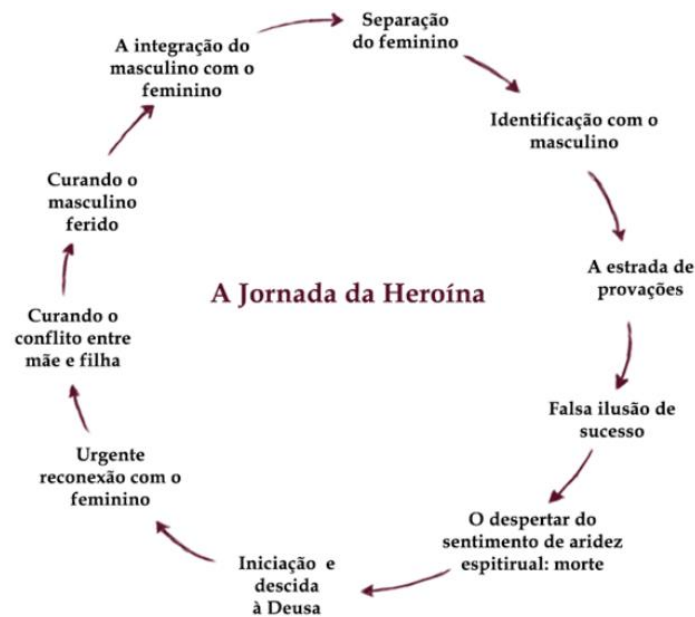 Separação
do feminino
Identificação com o
masculino
A estrada de
provações
Falsa ilusão de
sucesso
O despertar do
sentimento de aridez
espitirual: morte
Iniciação e
descida
à Deusa
Urgente
reconexão com o
feminino
Curando o
conflito entre
mãe e filha
Curando o
masculino
ferido
A integração do
masculino com o
feminino
A Jornada da Heroína